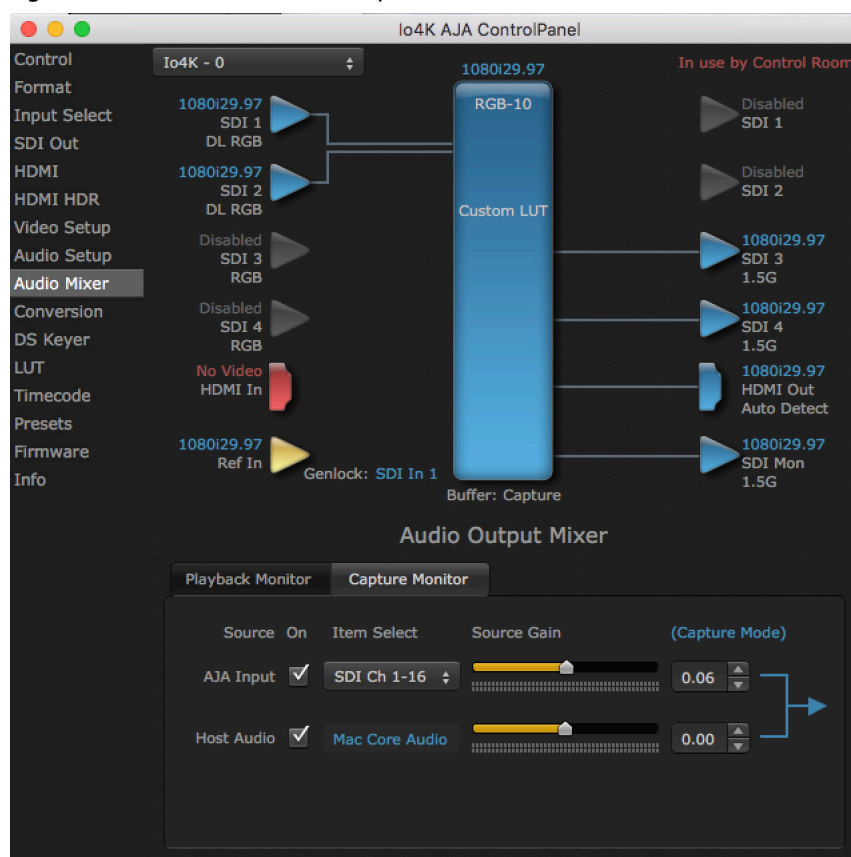 Io4K AJA ControlPanel
Control
Format
Input Select
SDI Out
HDMI
HDMI HDR
Video Setup
Audio Setup
Audio Mixer
Conversion
DS Keyer
LUT
Timecode
Presets
Firmware
Info
Io4K - 0
1080i29.97
In use by Control Room
1080i29.97
SDI 1
DL RGB
1080i29.97
SDI 2
DL RGB
Disabled
SDI 3
RGB
Disabled
SDI 4
RGB
No Video
HDMI In
1080i29.97
Ref In
Genlock: SDI In 1
RGB-10
Custom LUT
Buffer: Capture
Disabled
SDI 1
Disabled
SDI 2
1080i29.97
SDI 3
1.5G
1080i29.97
SDI 4
1.5G
1080i29.97
HDMI Out
Auto Detect
1080i29.97
SDI Mon
1.5G
Audio Output Mixer
Playback Monitor Capture Monitor
Source On Item Select Source Gain (Capture Mode)
AJA Input SDI Ch 1-16 0.06
Host Audio Mac Core Audio 0.00